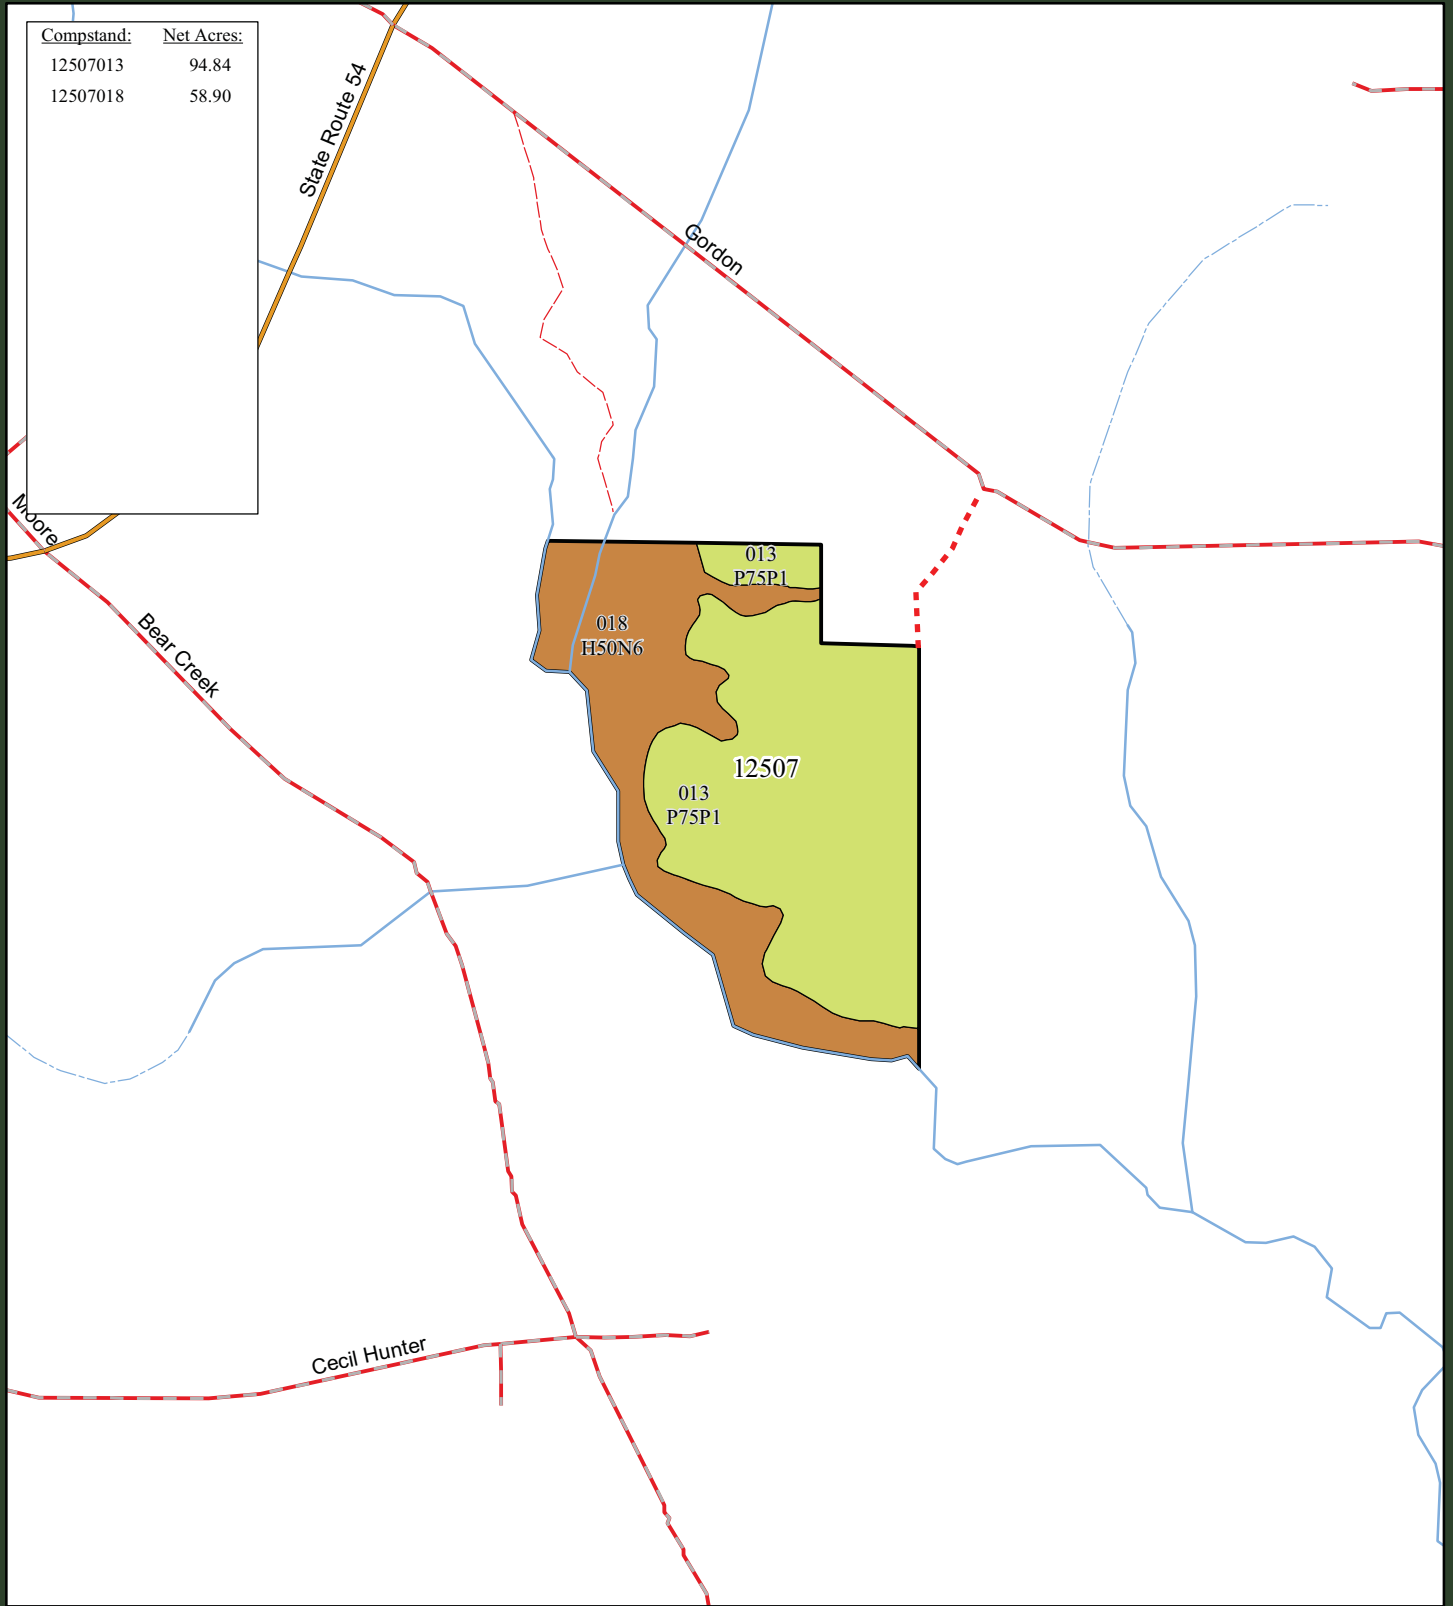 Compstand: Net Acres:
12507013 94.84
12507018 58.90
State Route 54
Gordon
Moore
013
P75P1
018
H50N6
Bear Creek
12507
013
P75P1
Cecil Hunter